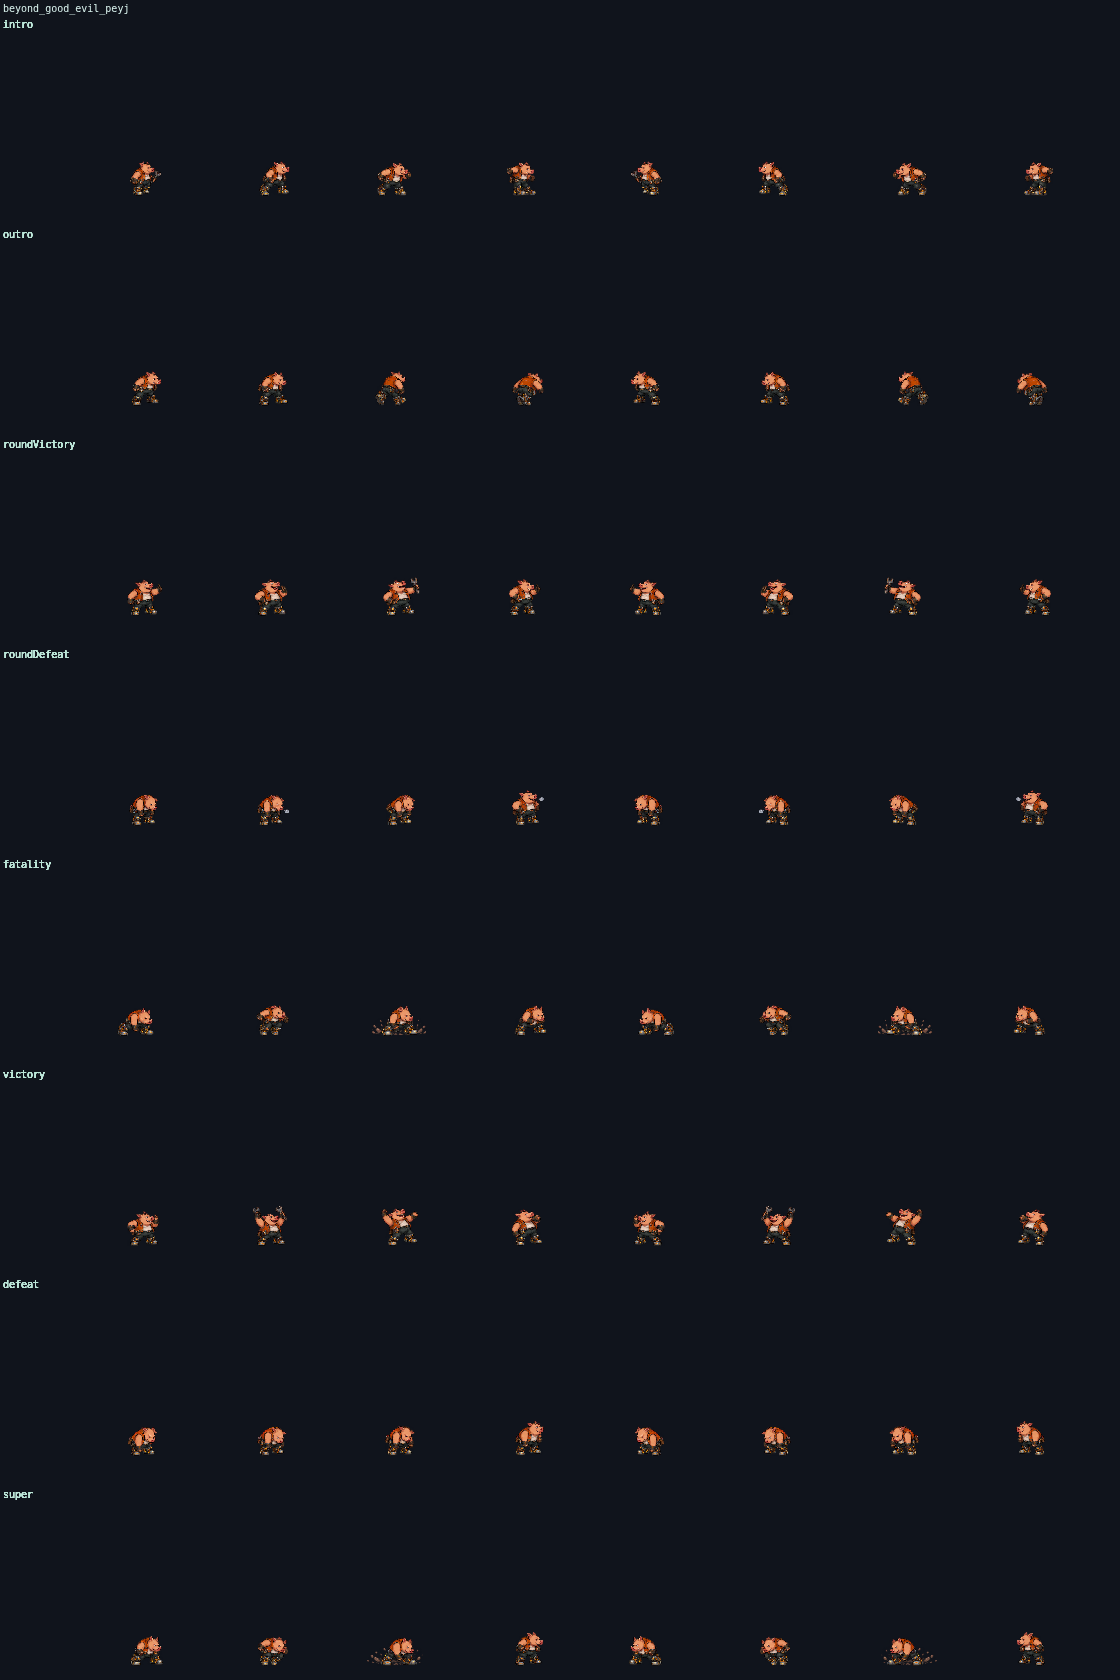 beyond_good_evil_peyj
intro
outro
roundVictory
roundDefeat
fatality
victory
defeat
super